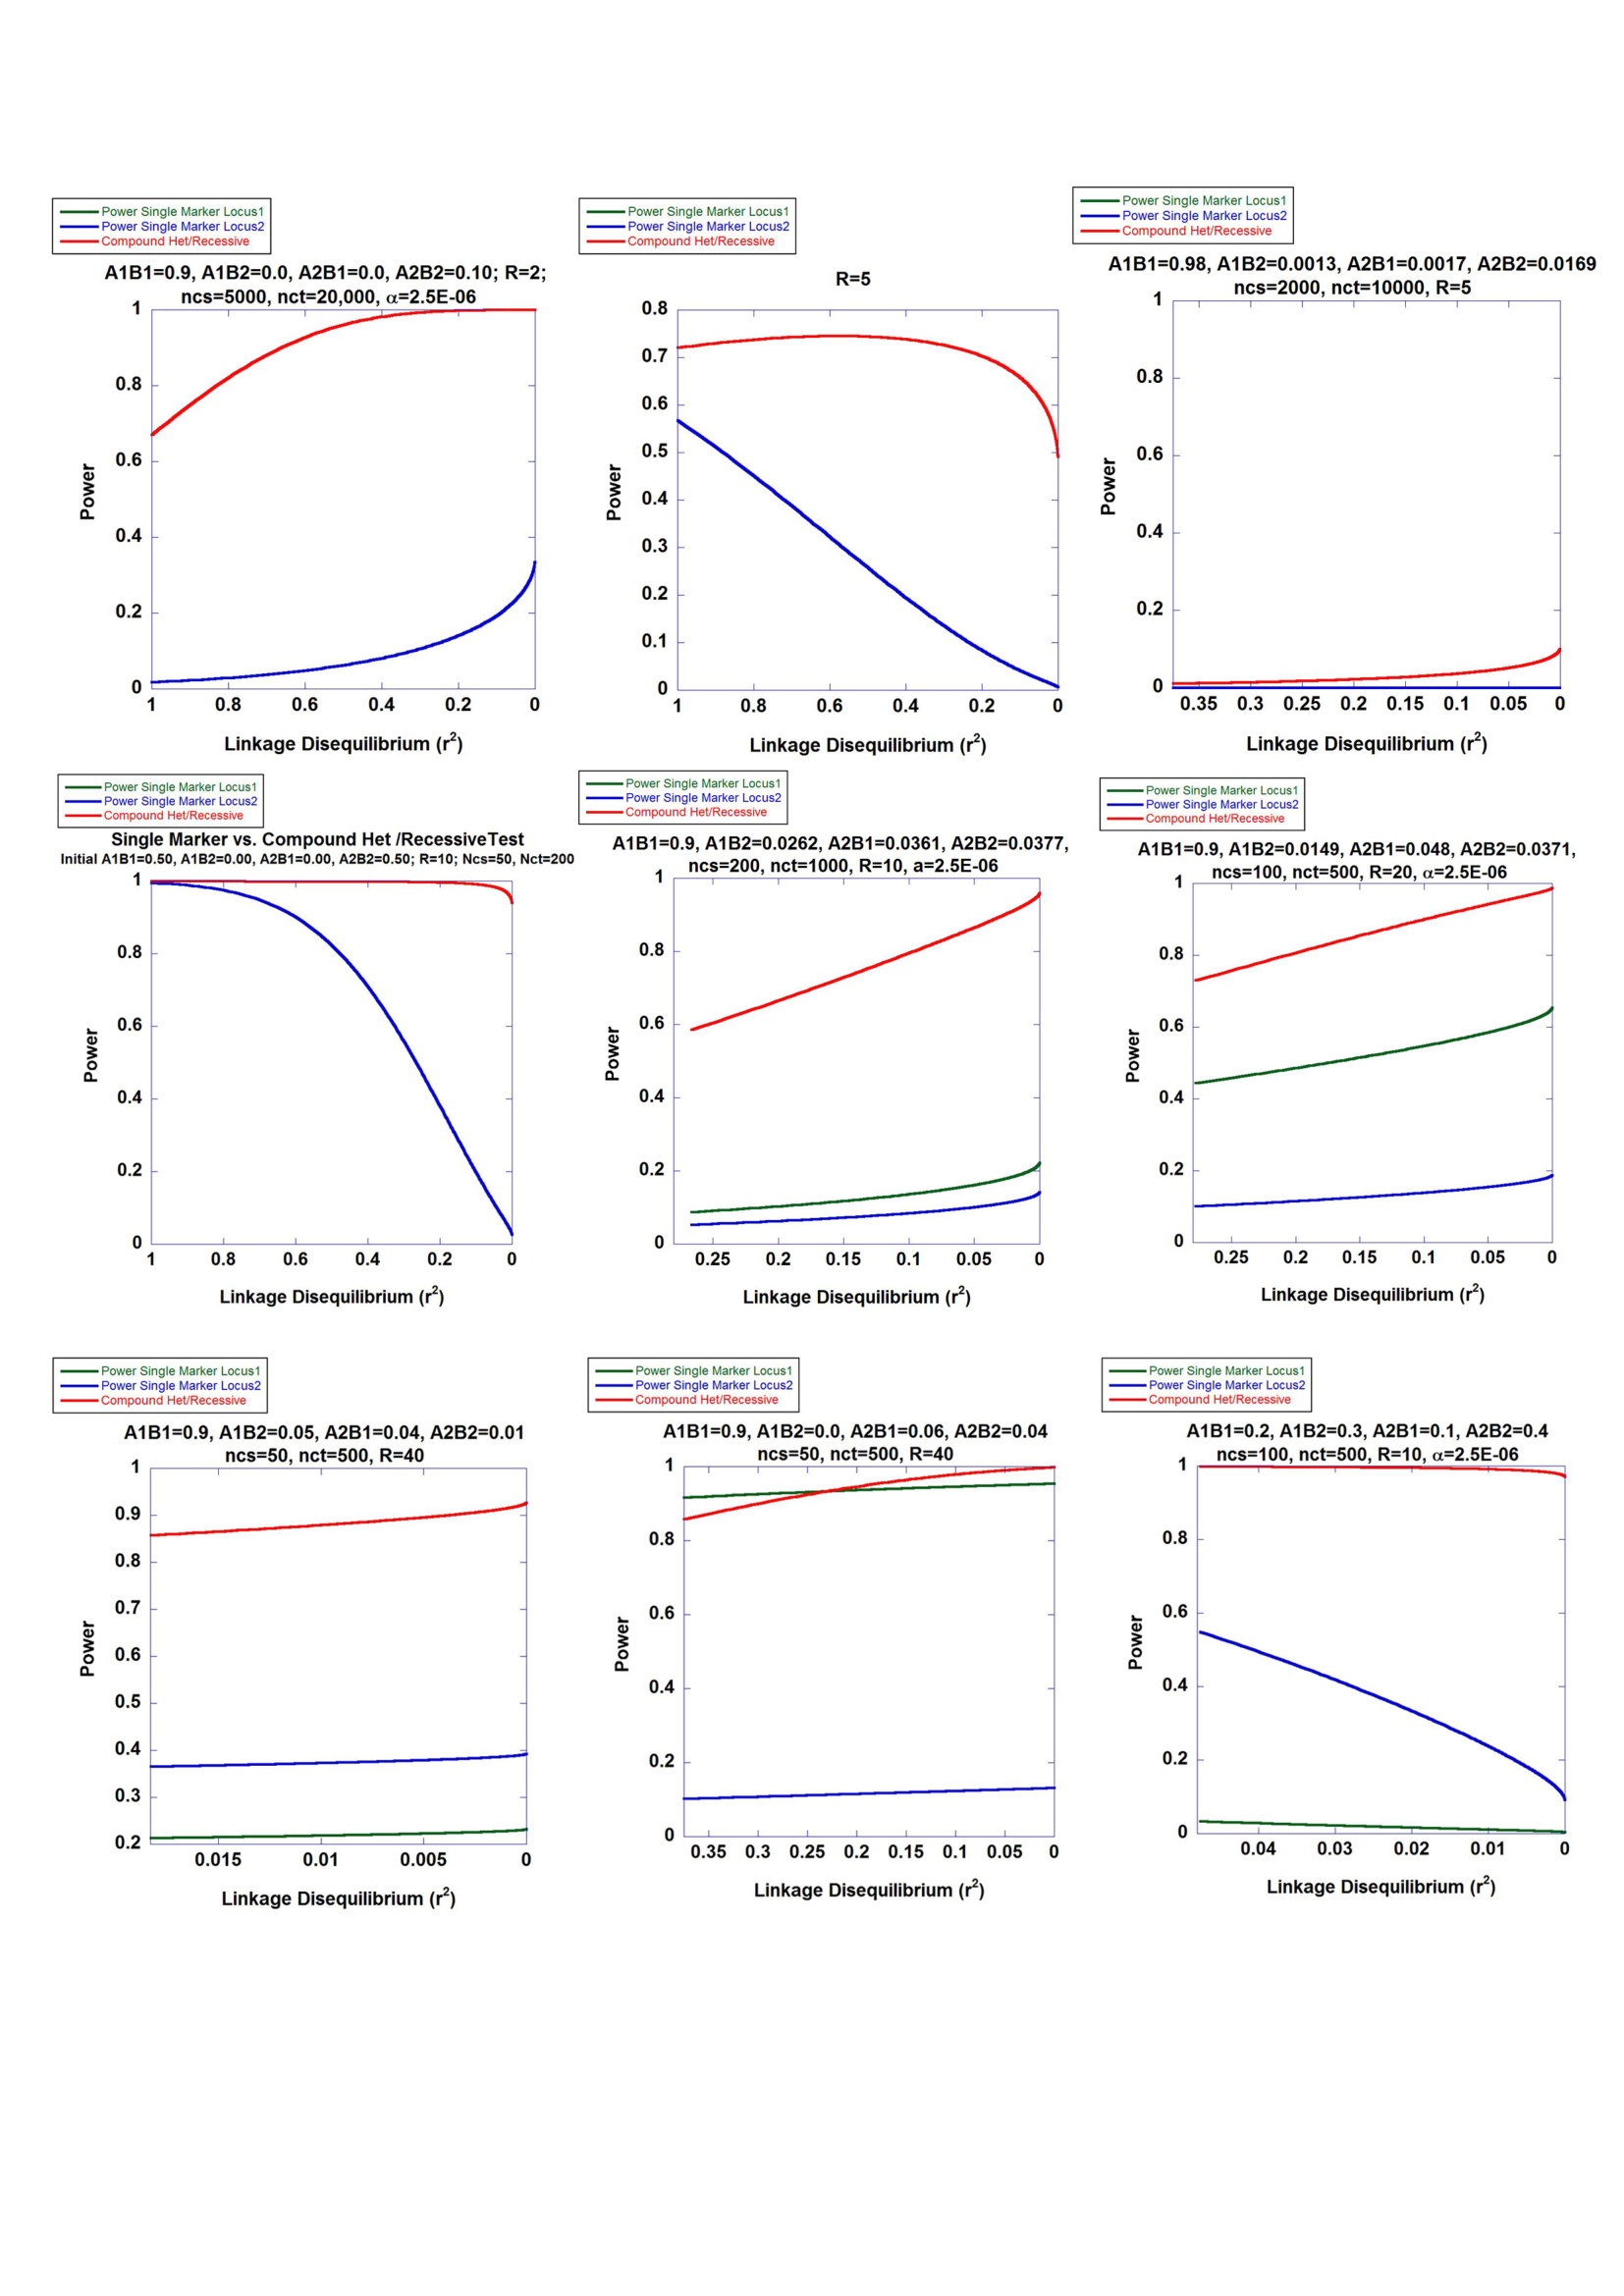 Power Single Marker Locus1
Power Single Marker Locus2
Compound Het/Recessive
A1B1=0.9, A1B2=0.0, A2B1=0.0, A2B2=0.10; R=2;
ncs=5000, nct=20,000, α=2.5E-06
1
0.8
0.6
0.4
0.2
0
Power
1 0.8 0.6 0.4 0.2 0
Linkage Disequilibrium (r²)
Power Single Marker Locus1
Power Single Marker Locus2
Compound Het/Recessive
R=5
0.8
0.7
0.6
0.5
0.4
0.3
0.2
0.1
0
Power
1 0.8 0.6 0.4 0.2 0
Linkage Disequilibrium (r²)
Power Single Marker Locus1
Power Single Marker Locus2
Compound Het/Recessive
A1B1=0.98, A1B2=0.0013, A2B1=0.0017, A2B2=0.0169
ncs=2000, nct=10000, R=5
1
0.8
0.6
0.4
0.2
0
Power
0.35 0.3 0.25 0.2 0.15 0.1 0.05 0
Linkage Disequilibrium (r²)
Power Single Marker Locus1
Power Single Marker Locus2
Compound Het/Recessive
Single Marker vs. Compound Het /RecessiveTest
Initial A1B1=0.50, A1B2=0.00, A2B1=0.00, A2B2=0.50; R=10; Ncs=50, Nct=200
1
0.8
0.6
0.4
0.2
0
Power
1 0.8 0.6 0.4 0.2 0
Linkage Disequilibrium (r²)
Power Single Marker Locus1
Power Single Marker Locus2
Compound Het/Recessive
A1B1=0.9, A1B2=0.0262, A2B1=0.0361, A2B2=0.0377,
ncs=200, nct=1000, R=10, a=2.5E-06
1
0.8
0.6
0.4
0.2
0
Power
0.25 0.2 0.15 0.1 0.05 0
Linkage Disequilibrium (r²)
Power Single Marker Locus1
Power Single Marker Locus2
Compound Het/Recessive
A1B1=0.9, A1B2=0.0149, A2B1=0.048, A2B2=0.0371,
ncs=100, nct=500, R=20, α=2.5E-06
1
0.8
0.6
0.4
0.2
0
Power
0.25 0.2 0.15 0.1 0.05 0
Linkage Disequilibrium (r²)
Power Single Marker Locus1
Power Single Marker Locus2
Compound Het/Recessive
A1B1=0.9, A1B2=0.05, A2B1=0.04, A2B2=0.01
ncs=50, nct=500, R=40
1
0.9
0.8
0.7
0.6
0.5
0.4
0.3
0.2
Power
0.015 0.01 0.005 0
Linkage Disequilibrium (r²)
Power Single Marker Locus1
Power Single Marker Locus2
Compound Het/Recessive
A1B1=0.9, A1B2=0.0, A2B1=0.06, A2B2=0.04
ncs=50, nct=500, R=40
1
0.8
0.6
0.4
0.2
0
Power
0.35 0.3 0.25 0.2 0.15 0.1 0.05 0
Linkage Disequilibrium (r²)
Power Single Marker Locus1
Power Single Marker Locus2
Compound Het/Recessive
A1B1=0.2, A1B2=0.3, A2B1=0.1, A2B2=0.4
ncs=100, nct=500, R=10, α=2.5E-06
1
0.8
0.6
0.4
0.2
0
Power
0.04 0.03 0.02 0.01 0
Linkage Disequilibrium (r²)